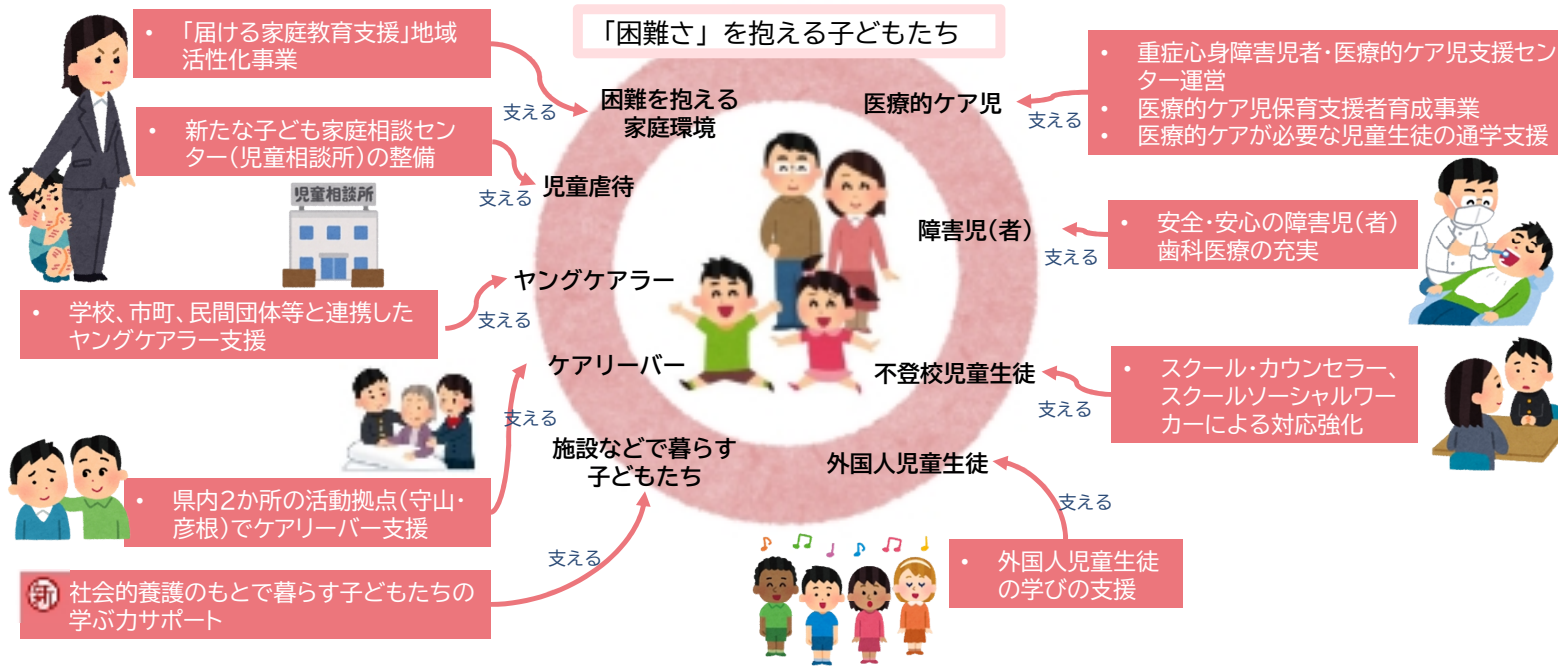 「困難さ」を抱える子どもたち
• 「届ける家庭教育支援」地域
活性化事業
支える
困難を抱える
家庭環境
• 新たな子ども家庭相談セン
ター(児童相談所)の整備
支える
児童虐待
児童相談所
• 学校、市町、民間団体等と連携した
ヤングケアラー支援
支える
ヤングケアラー
• 県内2か所の活動拠点(守山・
彦根)でケアリーバー支援
支える
ケアリーバー
新 社会的養護のもとで暮らす子どもたちの
学ぶ力サポート
支える
施設などで暮らす
子どもたち
医療的ケア児
支える
• 重症心身障害児者・医療的ケア児支援セン
ター運営
• 医療的ケア児保育支援者育成事業
• 医療的ケアが必要な児童生徒の通学支援
障害児(者)
支える
• 安全・安心の障害児(者)
歯科医療の充実
不登校児童生徒
支える
• スクール・カウンセラー、
スクールソーシャルワー
カーによる対応強化
外国人児童生徒
支える
• 外国人児童生徒
の学びの支援